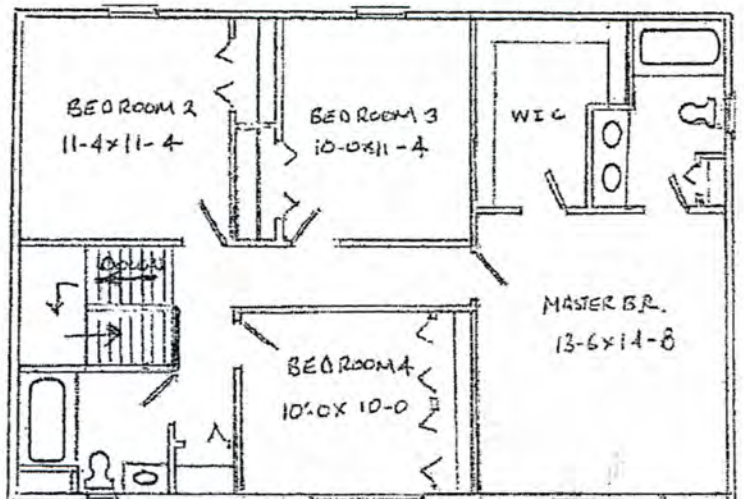 BEDROOM 2
11-4x11-4
BEDROOM 3
10-0x11-4
WIC
DOWN
MASTER B.R.
13-6x14-8
BEDROOM 4
10-0x 10-0